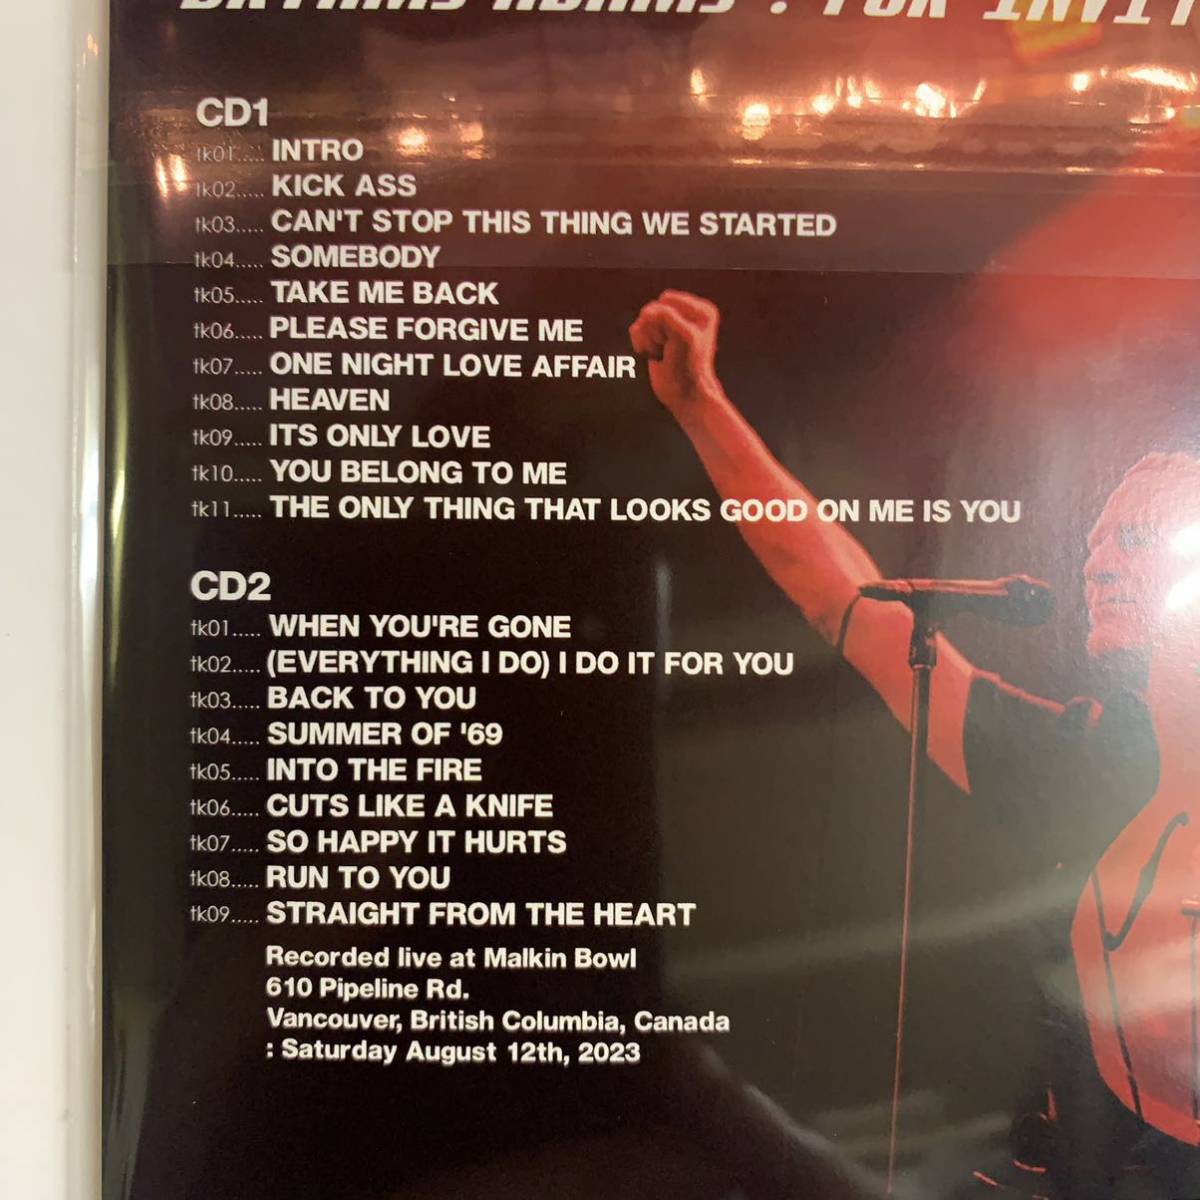 CD1
tk01..... INTRO
tk02..... KICK ASS
tk03..... CAN'T STOP THIS THING WE STARTED
tk04..... SOMEBODY
tk05..... TAKE ME BACK
tk06..... PLEASE FORGIVE ME
tk07..... ONE NIGHT LOVE AFFAIR
tk08..... HEAVEN
tk09..... ITS ONLY LOVE
tk10..... YOU BELONG TO ME
tk11..... THE ONLY THING THAT LOOKS GOOD ON ME IS YOU
CD2
tk01..... WHEN YOU'RE GONE
tk02..... (EVERYTHING I DO) I DO IT FOR YOU
tk03..... BACK TO YOU
tk04..... SUMMER OF '69
tk05..... INTO THE FIRE
tk06..... CUTS LIKE A KNIFE
tk07..... SO HAPPY IT HURTS
tk08..... RUN TO YOU
tk09..... STRAIGHT FROM THE HEART
Recorded live at Malkin Bowl
610 Pipeline Rd.
Vancouver, British Columbia, Canada
: Saturday August 12th, 2023